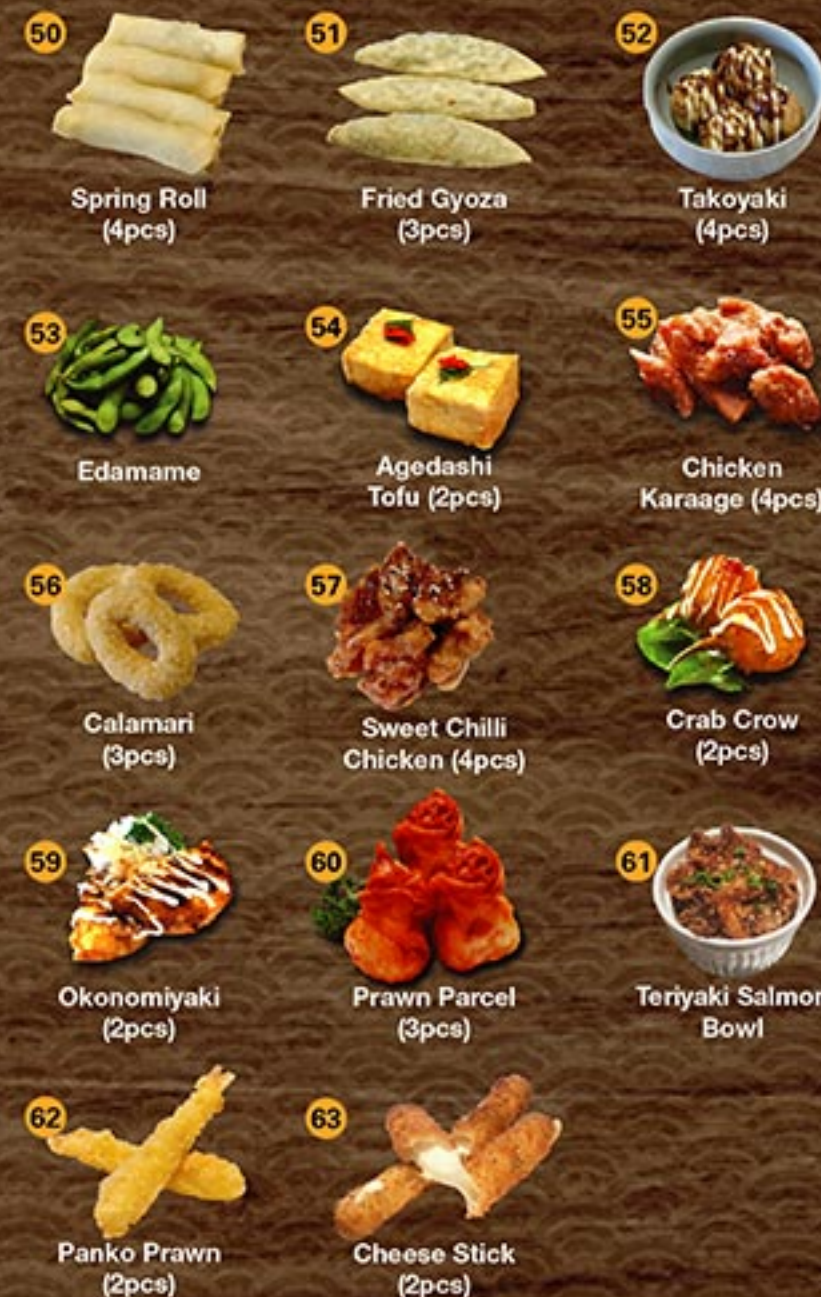 50
Spring Roll
(4pcs)
51
Fried Gyoza
(3pcs)
52
Takoyaki
(4pcs)
53
Edamame
54
Agedashi
Tofu (2pcs)
55
Chicken
Karaage (4pcs)
56
Calamari
(3pcs)
57
Sweet Chilli
Chicken (4pcs)
58
Crab Crow
(2pcs)
59
Okonomiyaki
(2pcs)
60
Prawn Parcel
(3pcs)
61
Teriyaki Salmon
Bowl
62
Panko Prawn
(2pcs)
63
Cheese Stick
(2pcs)